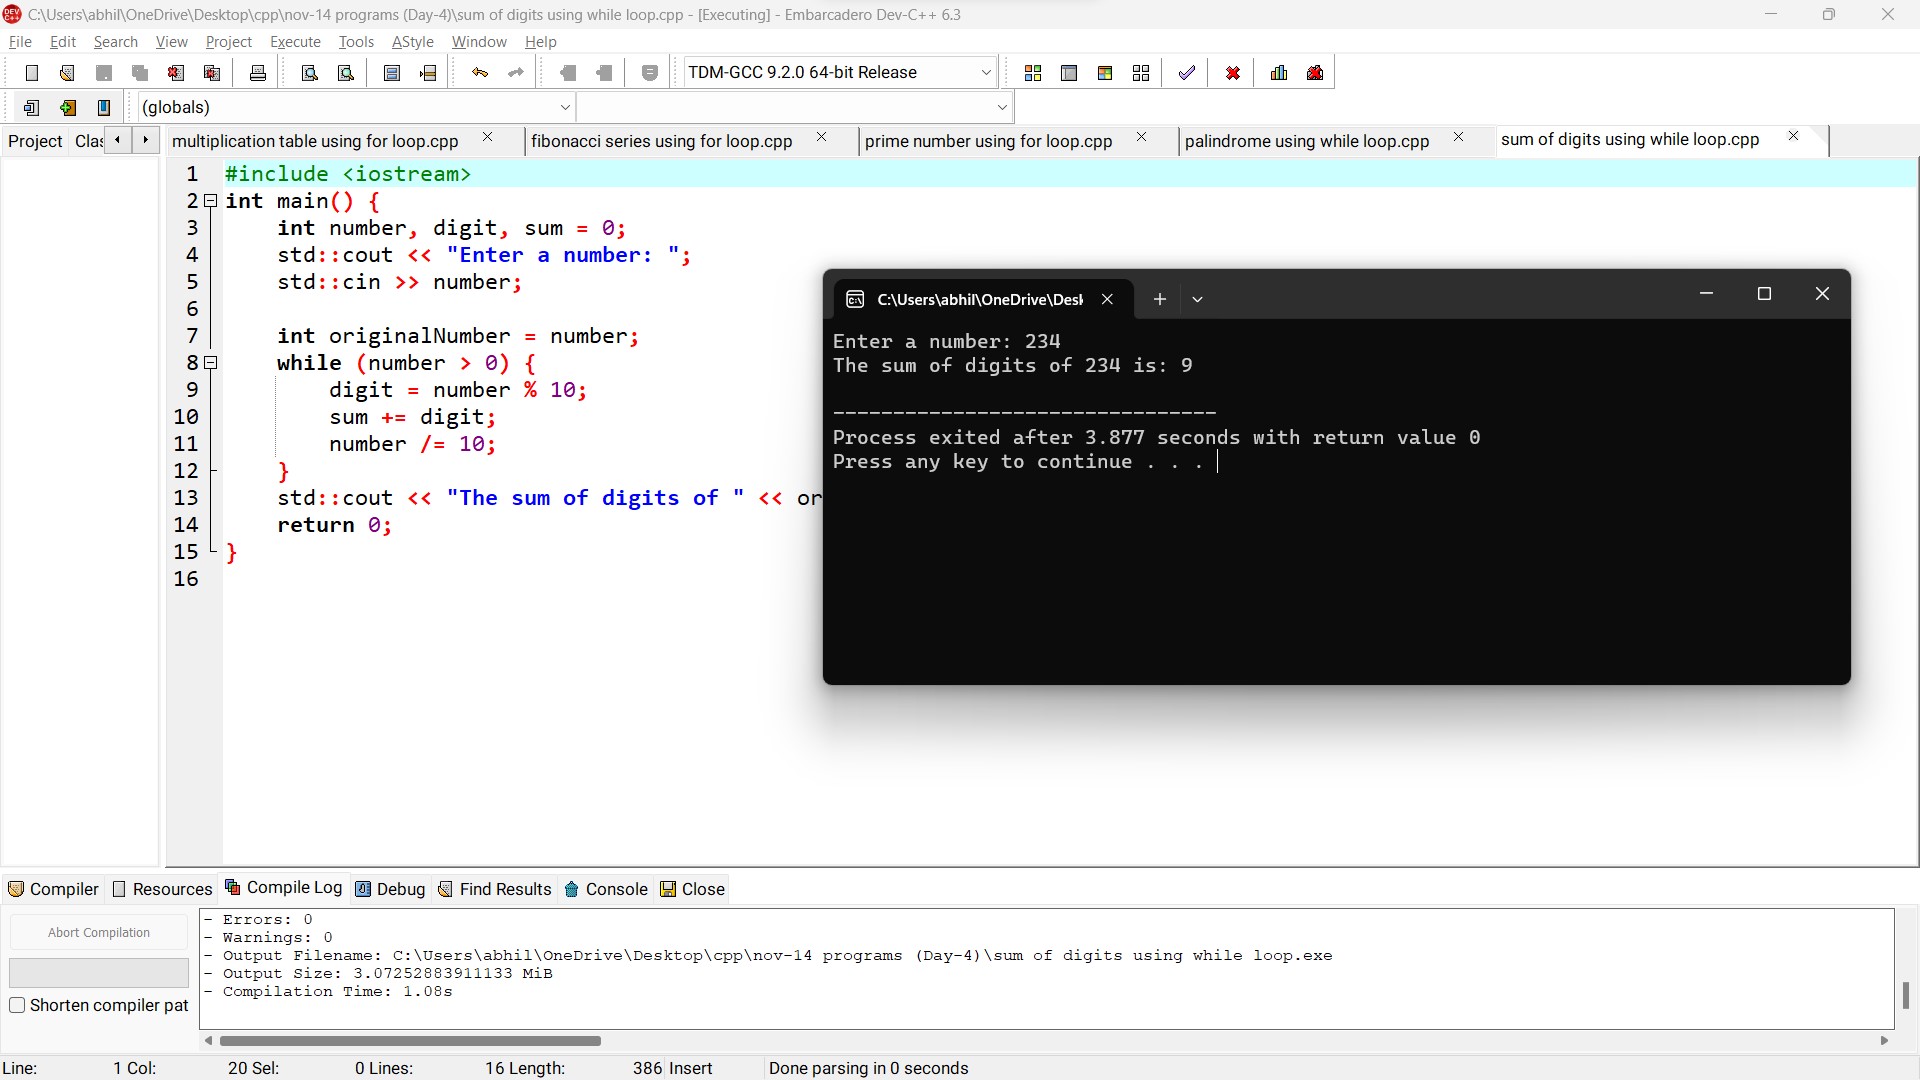 C:\Users\abhil\OneDrive\Desktop\cpp\nov-14 programs (Day-4)\sum of digits using while loop.cpp - [Executing] - Embarcadero Dev-C++ 6.3
File Edit Search View Project Execute Tools AStyle Window Help
TDM-GCC 9.2.0 64-bit Release
(globals)
Project Clas multiplication table using for loop.cpp fibonacci series using for loop.cpp prime number using for loop.cpp palindrome using while loop.cpp sum of digits using while loop.cpp
1 #include <iostream>
2 int main() {
3 int number, digit, sum = 0;
4 std::cout << "Enter a number: ";
5 std::cin >> number;
6
7 int originalNumber = number;
8 while (number > 0) {
9 digit = number % 10;
10 sum += digit;
11 number /= 10;
12 }
13 std::cout << "The sum of digits of " << or
14 return 0;
15 }
16
C:\Users\abhil\OneDrive\Desk
Enter a number: 234
The sum of digits of 234 is: 9
--------------------------------
Process exited after 3.877 seconds with return value 0
Press any key to continue . . .
Compiler Resources Compile Log Debug Find Results Console Close
Abort Compilation
Shorten compiler pat
- Errors: 0
- Warnings: 0
- Output Filename: C:\Users\abhil\OneDrive\Desktop\cpp\nov-14 programs (Day-4)\sum of digits using while loop.exe
- Output Size: 3.07252883911133 MiB
- Compilation Time: 1.08s
Line: 1 Col: 20 Sel: 0 Lines: 16 Length: 386 Insert Done parsing in 0 seconds